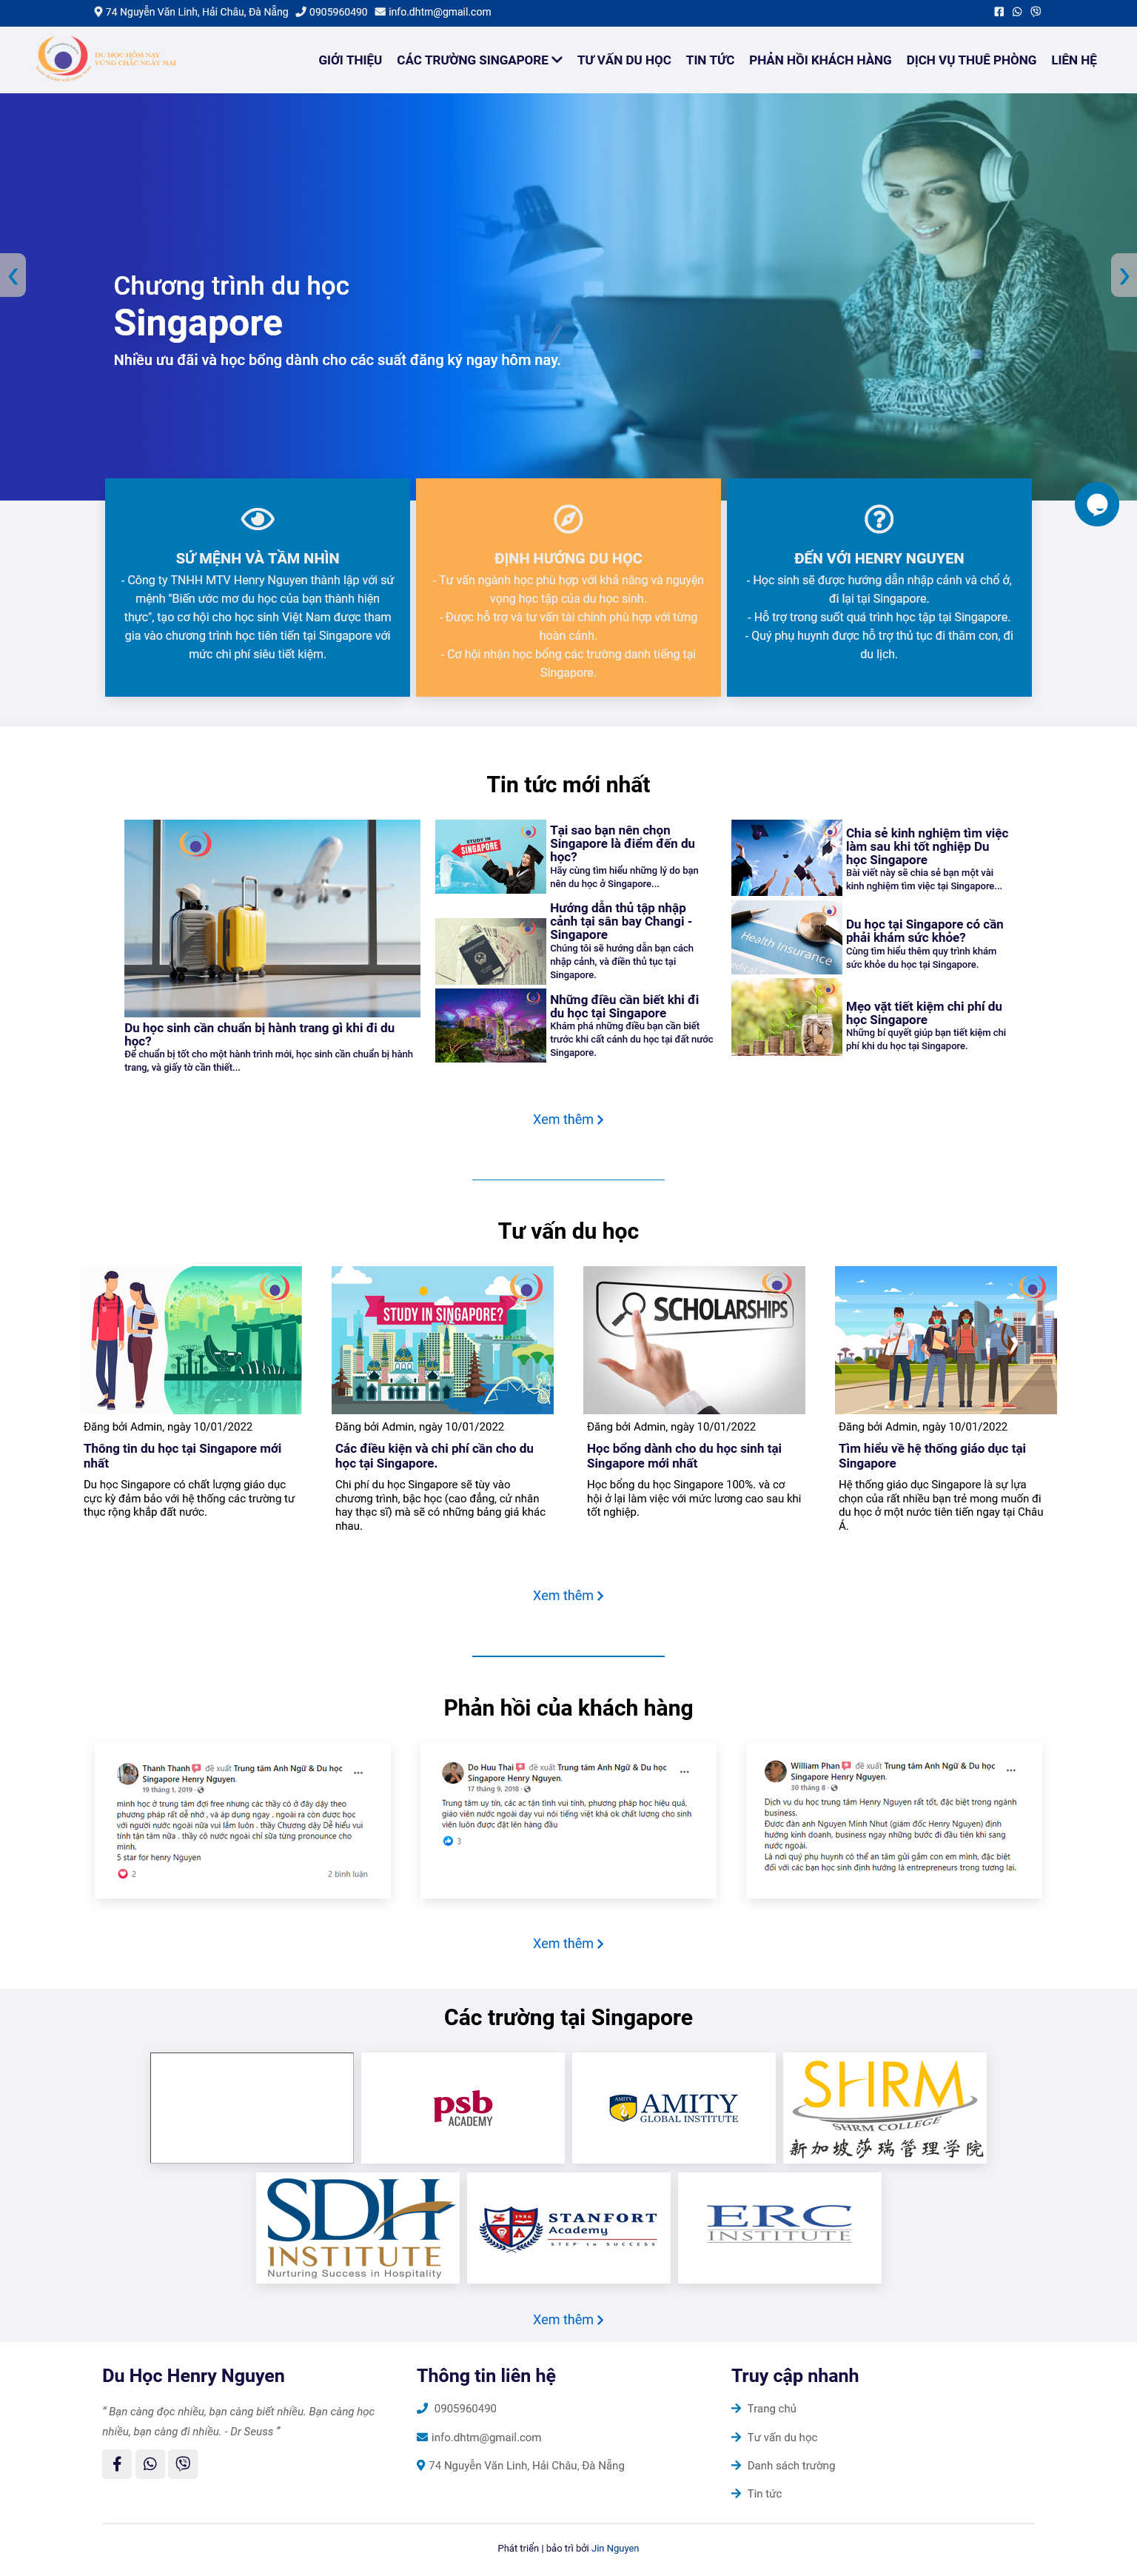 74 Nguyễn Văn Linh, Hải Châu, Đà Nẵng 0905960490 info.dhtm@gmail.com
DU HỌC HÔM NAY
VỮNG CHẮC NGÀY MAI
GIỚI THIỆU CÁC TRƯỜNG SINGAPORE TƯ VẤN DU HỌC TIN TỨC PHẢN HỒI KHÁCH HÀNG DỊCH VỤ THUÊ PHÒNG LIÊN HỆ
Chương trình du học
Singapore
Nhiều ưu đãi và học bổng dành cho các suất đăng ký ngay hôm nay.
SỨ MỆNH VÀ TẦM NHÌN
- Công ty TNHH MTV Henry Nguyen thành lập với sứ
mệnh "Biến ước mơ du học của bạn thành hiện
thực", tạo cơ hội cho học sinh Việt Nam được tham
gia vào chương trình học tiên tiến tại Singapore với
mức chi phí siêu tiết kiệm.
ĐỊNH HƯỚNG DU HỌC
- Tư vấn ngành học phù hợp với khả năng và nguyện
vọng học tập của du học sinh.
- Được hỗ trợ và tư vấn tài chính phù hợp với từng
hoàn cảnh.
- Cơ hội nhận học bổng các trường danh tiếng tại
Singapore.
ĐẾN VỚI HENRY NGUYEN
- Học sinh sẽ được hướng dẫn nhập cảnh và chổ ở,
đi lại tại Singapore.
- Hỗ trợ trong suốt quá trình học tập tại Singapore.
- Quý phụ huynh được hỗ trợ thủ tục đi thăm con, đi
du lịch.
Tin tức mới nhất
Du học sinh cần chuẩn bị hành trang gì khi đi du
học?
Để chuẩn bị tốt cho một hành trình mới, học sinh cần chuẩn bị hành
trang, và giấy tờ cần thiết...
STUDY IN
SINGAPORE
Tại sao bạn nên chọn
Singapore là điểm đến du
học?
Hãy cùng tìm hiểu những lý do bạn
nên du học ở Singapore...
Hướng dẫn thủ tập nhập
cảnh tại sân bay Changi -
Singapore
Chúng tôi sẽ hướng dẫn bạn cách
nhập cảnh, và điền thủ tục tại
Singapore.
Những điều cần biết khi đi
du học tại Singapore
Khám phá những điều bạn cần biết
trước khi cất cánh du học tại đất nước
Singapore.
Chia sẻ kinh nghiệm tìm việc
làm sau khi tốt nghiệp Du
học Singapore
Bài viết này sẽ chia sẻ bạn một vài
kinh nghiệm tìm việc tại Singapore...
Health Insurance
Du học tại Singapore có cần
phải khám sức khỏe?
Cùng tìm hiểu thêm quy trình khám
sức khỏe du học tại Singapore.
Mẹo vặt tiết kiệm chi phí du
học Singapore
Những bí quyết giúp bạn tiết kiệm chi
phí khi du học tại Singapore.
Xem thêm
Tư vấn du học
Đăng bởi Admin, ngày 10/01/2022
Thông tin du học tại Singapore mới
nhất
Du học Singapore có chất lượng giáo dục
cực kỳ đảm bảo với hệ thống các trường tư
thục rộng khắp đất nước.
STUDY IN SINGAPORE?
Đăng bởi Admin, ngày 10/01/2022
Các điều kiện và chi phí cần cho du
học tại Singapore.
Chi phí du học Singapore sẽ tùy vào
chương trình, bậc học (cao đẳng, cử nhân
hay thạc sĩ) mà sẽ có những bảng giá khác
nhau.
SCHOLARSHIPS
Đăng bởi Admin, ngày 10/01/2022
Học bổng dành cho du học sinh tại
Singapore mới nhất
Học bổng du học Singapore 100%. và cơ
hội ở lại làm việc với mức lương cao sau khi
tốt nghiệp.
Đăng bởi Admin, ngày 10/01/2022
Tìm hiểu về hệ thống giáo dục tại
Singapore
Hệ thống giáo dục Singapore là sự lựa
chọn của rất nhiều bạn trẻ mong muốn đi
du học ở một nước tiên tiến ngay tại Châu
Á.
Xem thêm
Phản hồi của khách hàng
Thanh Thanh đề xuất Trung tâm Anh Ngữ & Du học
Singapore Henry Nguyen.
19 tháng 1, 2019
mình học ở trung tâm đợi free nhưng các thầy cô ở đây dậy theo
phương pháp rất dễ nhớ , và áp dụng ngay . ngoài ra còn được học
với người nước ngoài nữa vui lắm luôn . thầy Chương dậy Dễ hiểu vui
tính tận tâm nữa . thầy cô nước ngoài chỉ sữa từng pronounce cho
mình.
5 star for henry Nguyen
2 2 bình luận
Do Huu Thai đề xuất Trung tâm Anh Ngữ & Du học
Singapore Henry Nguyen.
17 tháng 9, 2018
Trung tâm uy tín, các ac tận tình vui tính, phương pháp học hiệu quả,
giáo viên nước ngoài dạy vui nói tiếng việt khá ok chất lượng cho sinh
viên luôn được đặt lên hàng đầu
3
William Phan đề xuất Trung tâm Anh Ngữ & Du học
Singapore Henry Nguyen.
30 tháng 8
Dịch vụ du học trung tâm Henry Nguyen rất tốt, đặc biệt trong ngành
business.
Được đàn anh Nguyen Minh Nhut (giám đốc Henry Nguyen) định
hướng kinh doanh, business ngay những bước đi đầu tiên khi sang
nước ngoài.
Là nơi quý phụ huynh có thể an tâm gửi gắm con em mình, đặc biệt
đối với các bạn học sinh định hướng là entrepreneurs trong tương lai.
Xem thêm
Các trường tại Singapore
psb
ACADEMY
AMITY
GLOBAL INSTITUTE
SHRM
SHRM COLLEGE
新加坡莎瑞管理学院
SDH
INSTITUTE
Nurturing Success in Hospitality
STANFORT
Academy
STEP to SUCCESS
ERC
INSTITUTE
Xem thêm
Du Học Henry Nguyen
“ Bạn càng đọc nhiều, bạn càng biết nhiều. Bạn càng học
nhiều, bạn càng đi nhiều. - Dr Seuss ”
Thông tin liên hệ
0905960490
info.dhtm@gmail.com
74 Nguyễn Văn Linh, Hải Châu, Đà Nẵng
Truy cập nhanh
Trang chủ
Tư vấn du học
Danh sách trường
Tin tức
Phát triển | bảo trì bởi Jin Nguyen